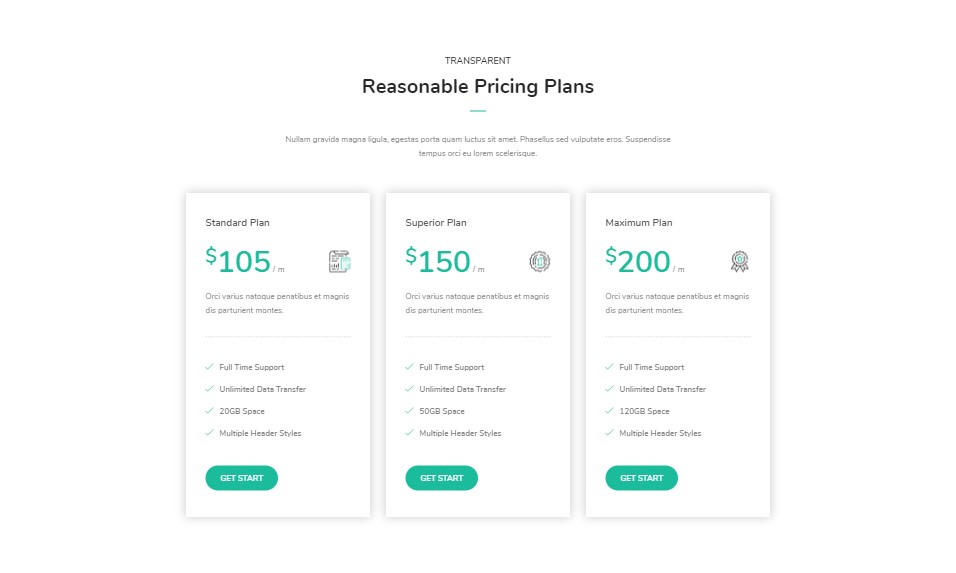 TRANSPARENT
Reasonable Pricing Plans
Nullam gravida magna ligula, egestas porta quam luctus sit amet. Phasellus sed vulputate eros. Suspendisse
tempus orci eu lorem scelerisque.
Standard Plan
$105 / m
Orci varius natoque penatibus et magnis
dis parturient montes.
Full Time Support
Unlimited Data Transfer
20GB Space
Multiple Header Styles
GET START
Superior Plan
$150 / m
Orci varius natoque penatibus et magnis
dis parturient montes.
Full Time Support
Unlimited Data Transfer
50GB Space
Multiple Header Styles
GET START
Maximum Plan
$200 / m
Orci varius natoque penatibus et magnis
dis parturient montes.
Full Time Support
Unlimited Data Transfer
120GB Space
Multiple Header Styles
GET START